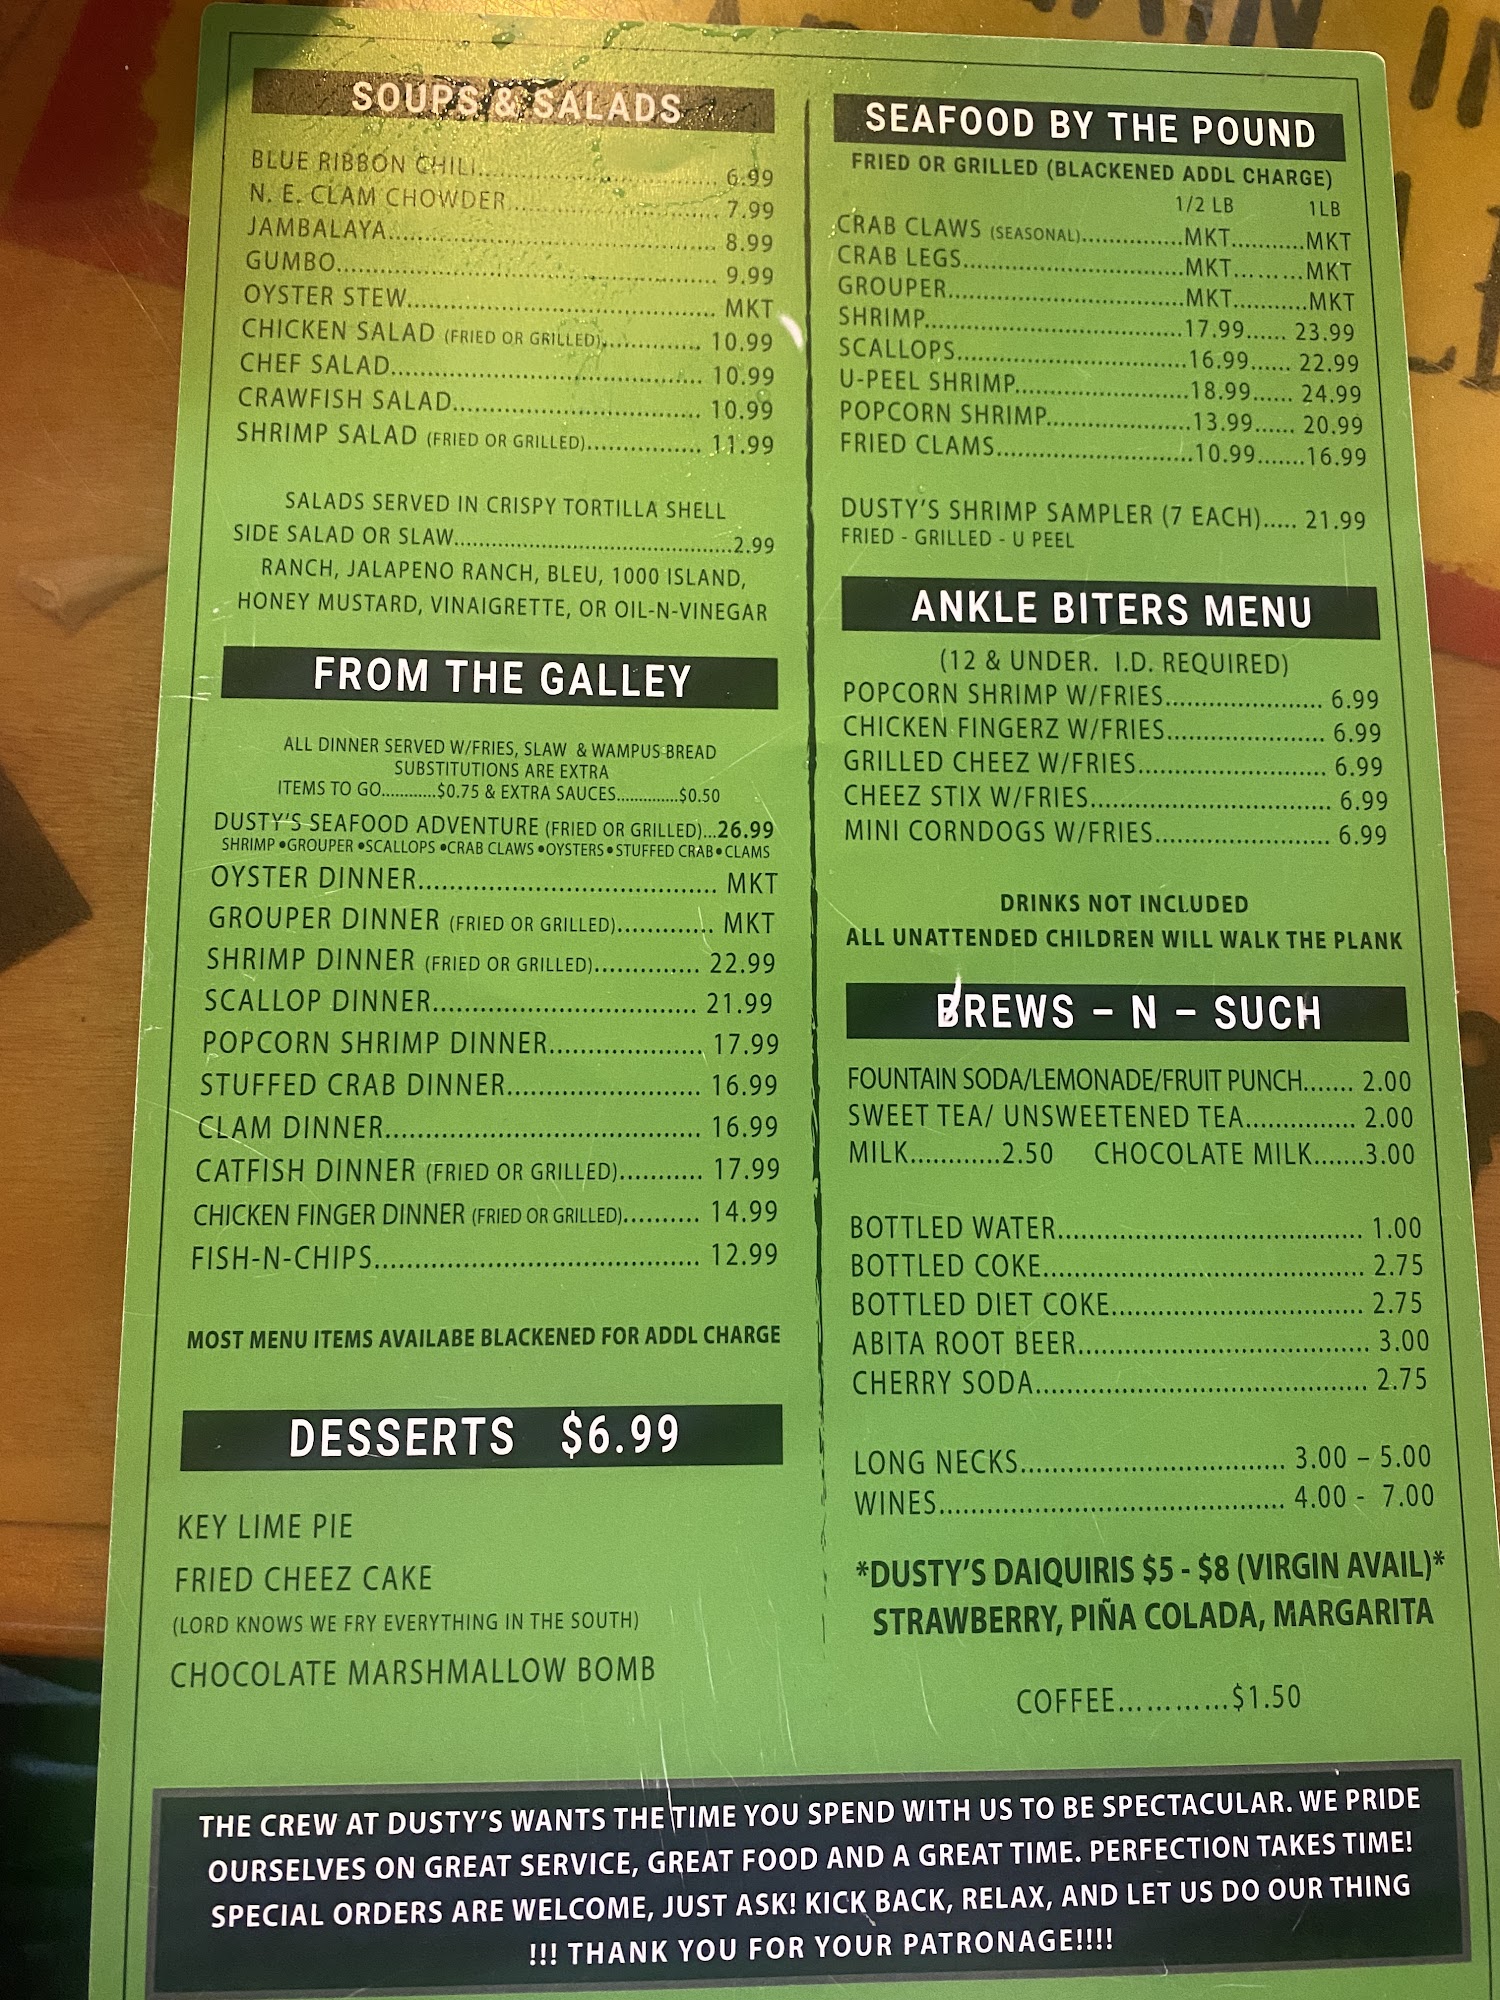 SOUPS & SALADS
BLUE RIBBON CHILI.......... 6.99
N. E. CLAM CHOWDER.......... 7.99
JAMBALAYA.......... 8.99
GUMBO.......... 9.99
OYSTER STEW.......... MKT
CHICKEN SALAD (FRIED OR GRILLED).......... 10.99
CHEF SALAD.......... 10.99
CRAWFISH SALAD.......... 10.99
SHRIMP SALAD (FRIED OR GRILLED).......... 11.99
SALADS SERVED IN CRISPY TORTILLA SHELL
SIDE SALAD OR SLAW..........2.99
RANCH, JALAPENO RANCH, BLEU, 1000 ISLAND,
HONEY MUSTARD, VINAIGRETTE, OR OIL-N-VINEGAR
FROM THE GALLEY
ALL DINNER SERVED W/FRIES, SLAW & WAMPUS BREAD
SUBSTITUTIONS ARE EXTRA
ITEMS TO GO............$0.75 & EXTRA SAUCES..............$0.50
DUSTY'S SEAFOOD ADVENTURE (FRIED OR GRILLED)...26.99
SHRIMP •GROUPER •SCALLOPS •CRAB CLAWS •OYSTERS• STUFFED CRAB• CLAMS
OYSTER DINNER.......... MKT
GROUPER DINNER (FRIED OR GRILLED).......... MKT
SHRIMP DINNER (FRIED OR GRILLED).......... 22.99
SCALLOP DINNER.......... 21.99
POPCORN SHRIMP DINNER.......... 17.99
STUFFED CRAB DINNER.......... 16.99
CLAM DINNER.......... 16.99
CATFISH DINNER (FRIED OR GRILLED).......... 17.99
CHICKEN FINGER DINNER (FRIED OR GRILLED).......... 14.99
FISH-N-CHIPS.......... 12.99
MOST MENU ITEMS AVAILABE BLACKENED FOR ADDL CHARGE
DESSERTS $6.99
KEY LIME PIE
FRIED CHEEZ CAKE
(LORD KNOWS WE FRY EVERYTHING IN THE SOUTH)
CHOCOLATE MARSHMALLOW BOMB
SEAFOOD BY THE POUND
FRIED OR GRILLED (BLACKENED ADDL CHARGE)
1/2 LB 1LB
CRAB CLAWS (SEASONAL)..........MKT..........MKT
CRAB LEGS..........MKT.........MKT
GROUPER..........MKT..........MKT
SHRIMP..........17.99...... 23.99
SCALLOPS..........16.99...... 22.99
U-PEEL SHRIMP..........18.99...... 24.99
POPCORN SHRIMP..........13.99...... 20.99
FRIED CLAMS..........10.99.......16.99
DUSTY'S SHRIMP SAMPLER (7 EACH)..... 21.99
FRIED - GRILLED - U PEEL
ANKLE BITERS MENU
(12 & UNDER. I.D. REQUIRED)
POPCORN SHRIMP W/FRIES.......... 6.99
CHICKEN FINGERZ W/FRIES.......... 6.99
GRILLED CHEEZ W/FRIES.......... 6.99
CHEEZ STIX W/FRIES.......... 6.99
MINI CORNDOGS W/FRIES.......... 6.99
DRINKS NOT INCLUDED
ALL UNATTENDED CHILDREN WILL WALK THE PLANK
BREWS – N – SUCH
FOUNTAIN SODA/LEMONADE/FRUIT PUNCH....... 2.00
SWEET TEA/ UNSWEETENED TEA............... 2.00
MILK............2.50 CHOCOLATE MILK.......3.00
BOTTLED WATER.......... 1.00
BOTTLED COKE.......... 2.75
BOTTLED DIET COKE.......... 2.75
ABITA ROOT BEER.......... 3.00
CHERRY SODA.......... 2.75
LONG NECKS.......... 3.00 – 5.00
WINES.......... 4.00 - 7.00
*DUSTY'S DAIQUIRIS $5 - $8 (VIRGIN AVAIL)*
STRAWBERRY, PIÑA COLADA, MARGARITA
COFFEE............$1.50
THE CREW AT DUSTY'S WANTS THE TIME YOU SPEND WITH US TO BE SPECTACULAR. WE PRIDE
OURSELVES ON GREAT SERVICE, GREAT FOOD AND A GREAT TIME. PERFECTION TAKES TIME!
SPECIAL ORDERS ARE WELCOME, JUST ASK! KICK BACK, RELAX, AND LET US DO OUR THING
!!! THANK YOU FOR YOUR PATRONAGE!!!!